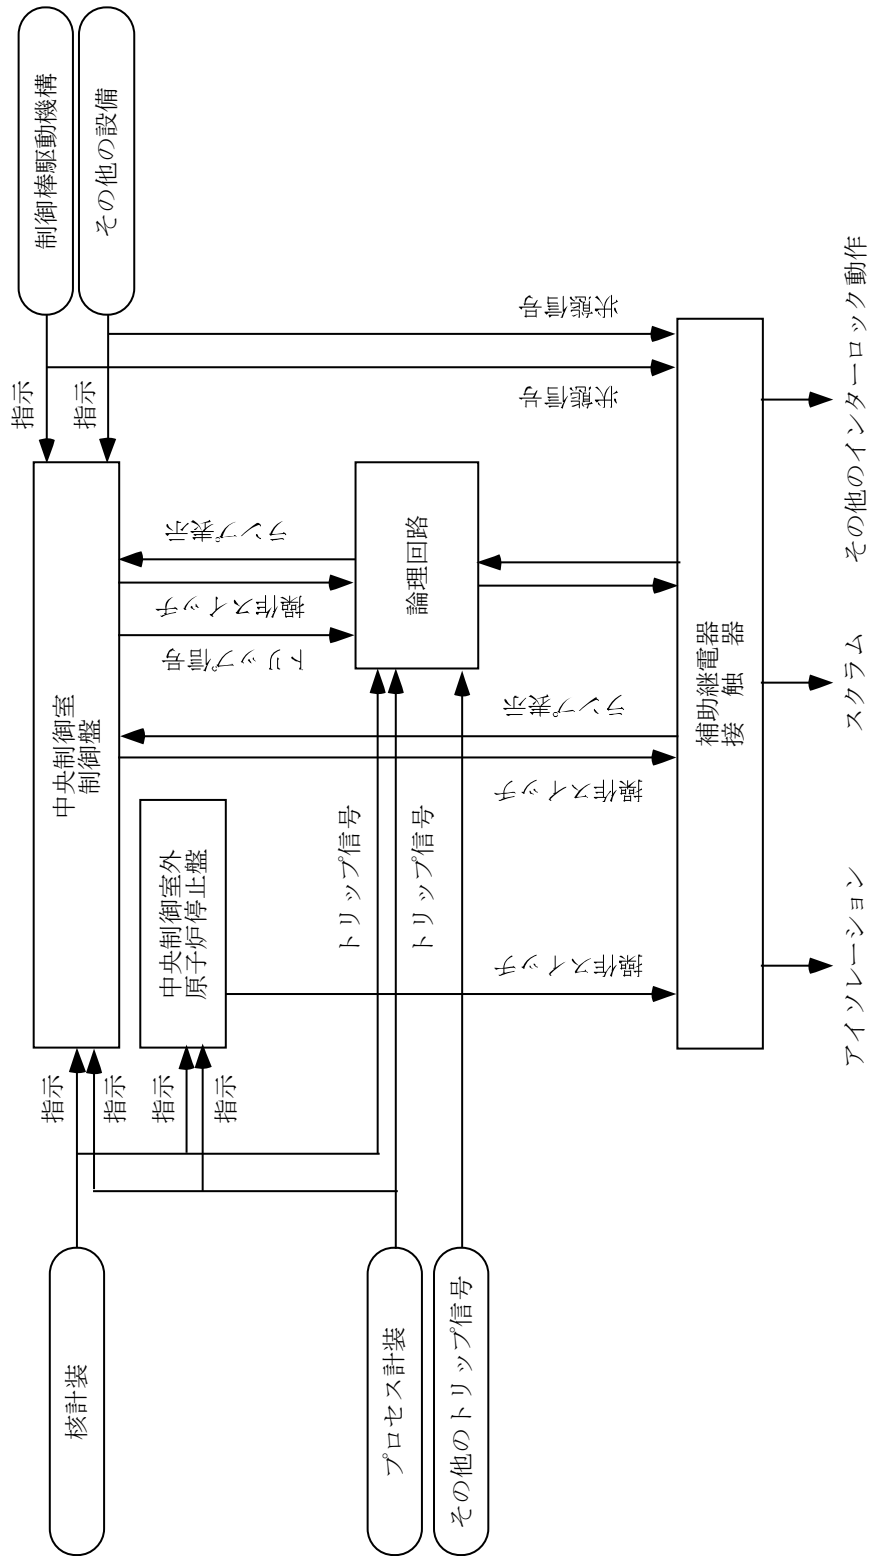 核計装
プロセス計装
その他のトリップ信号
指示
指示
指示
指示
中央制御室
制御盤
中央制御室外
原子炉停止盤
トリップ信号
トリップ信号
トリップ信号
操作スイッチ
ランプ表示
論理回路
操作スイッチ
操作スイッチ
ランプ表示
補助継電器
接触器
指示
指示
制御棒駆動機構
その他の設備
状態信号
状態信号
アイソレーション
スクラム
その他のインターロック動作